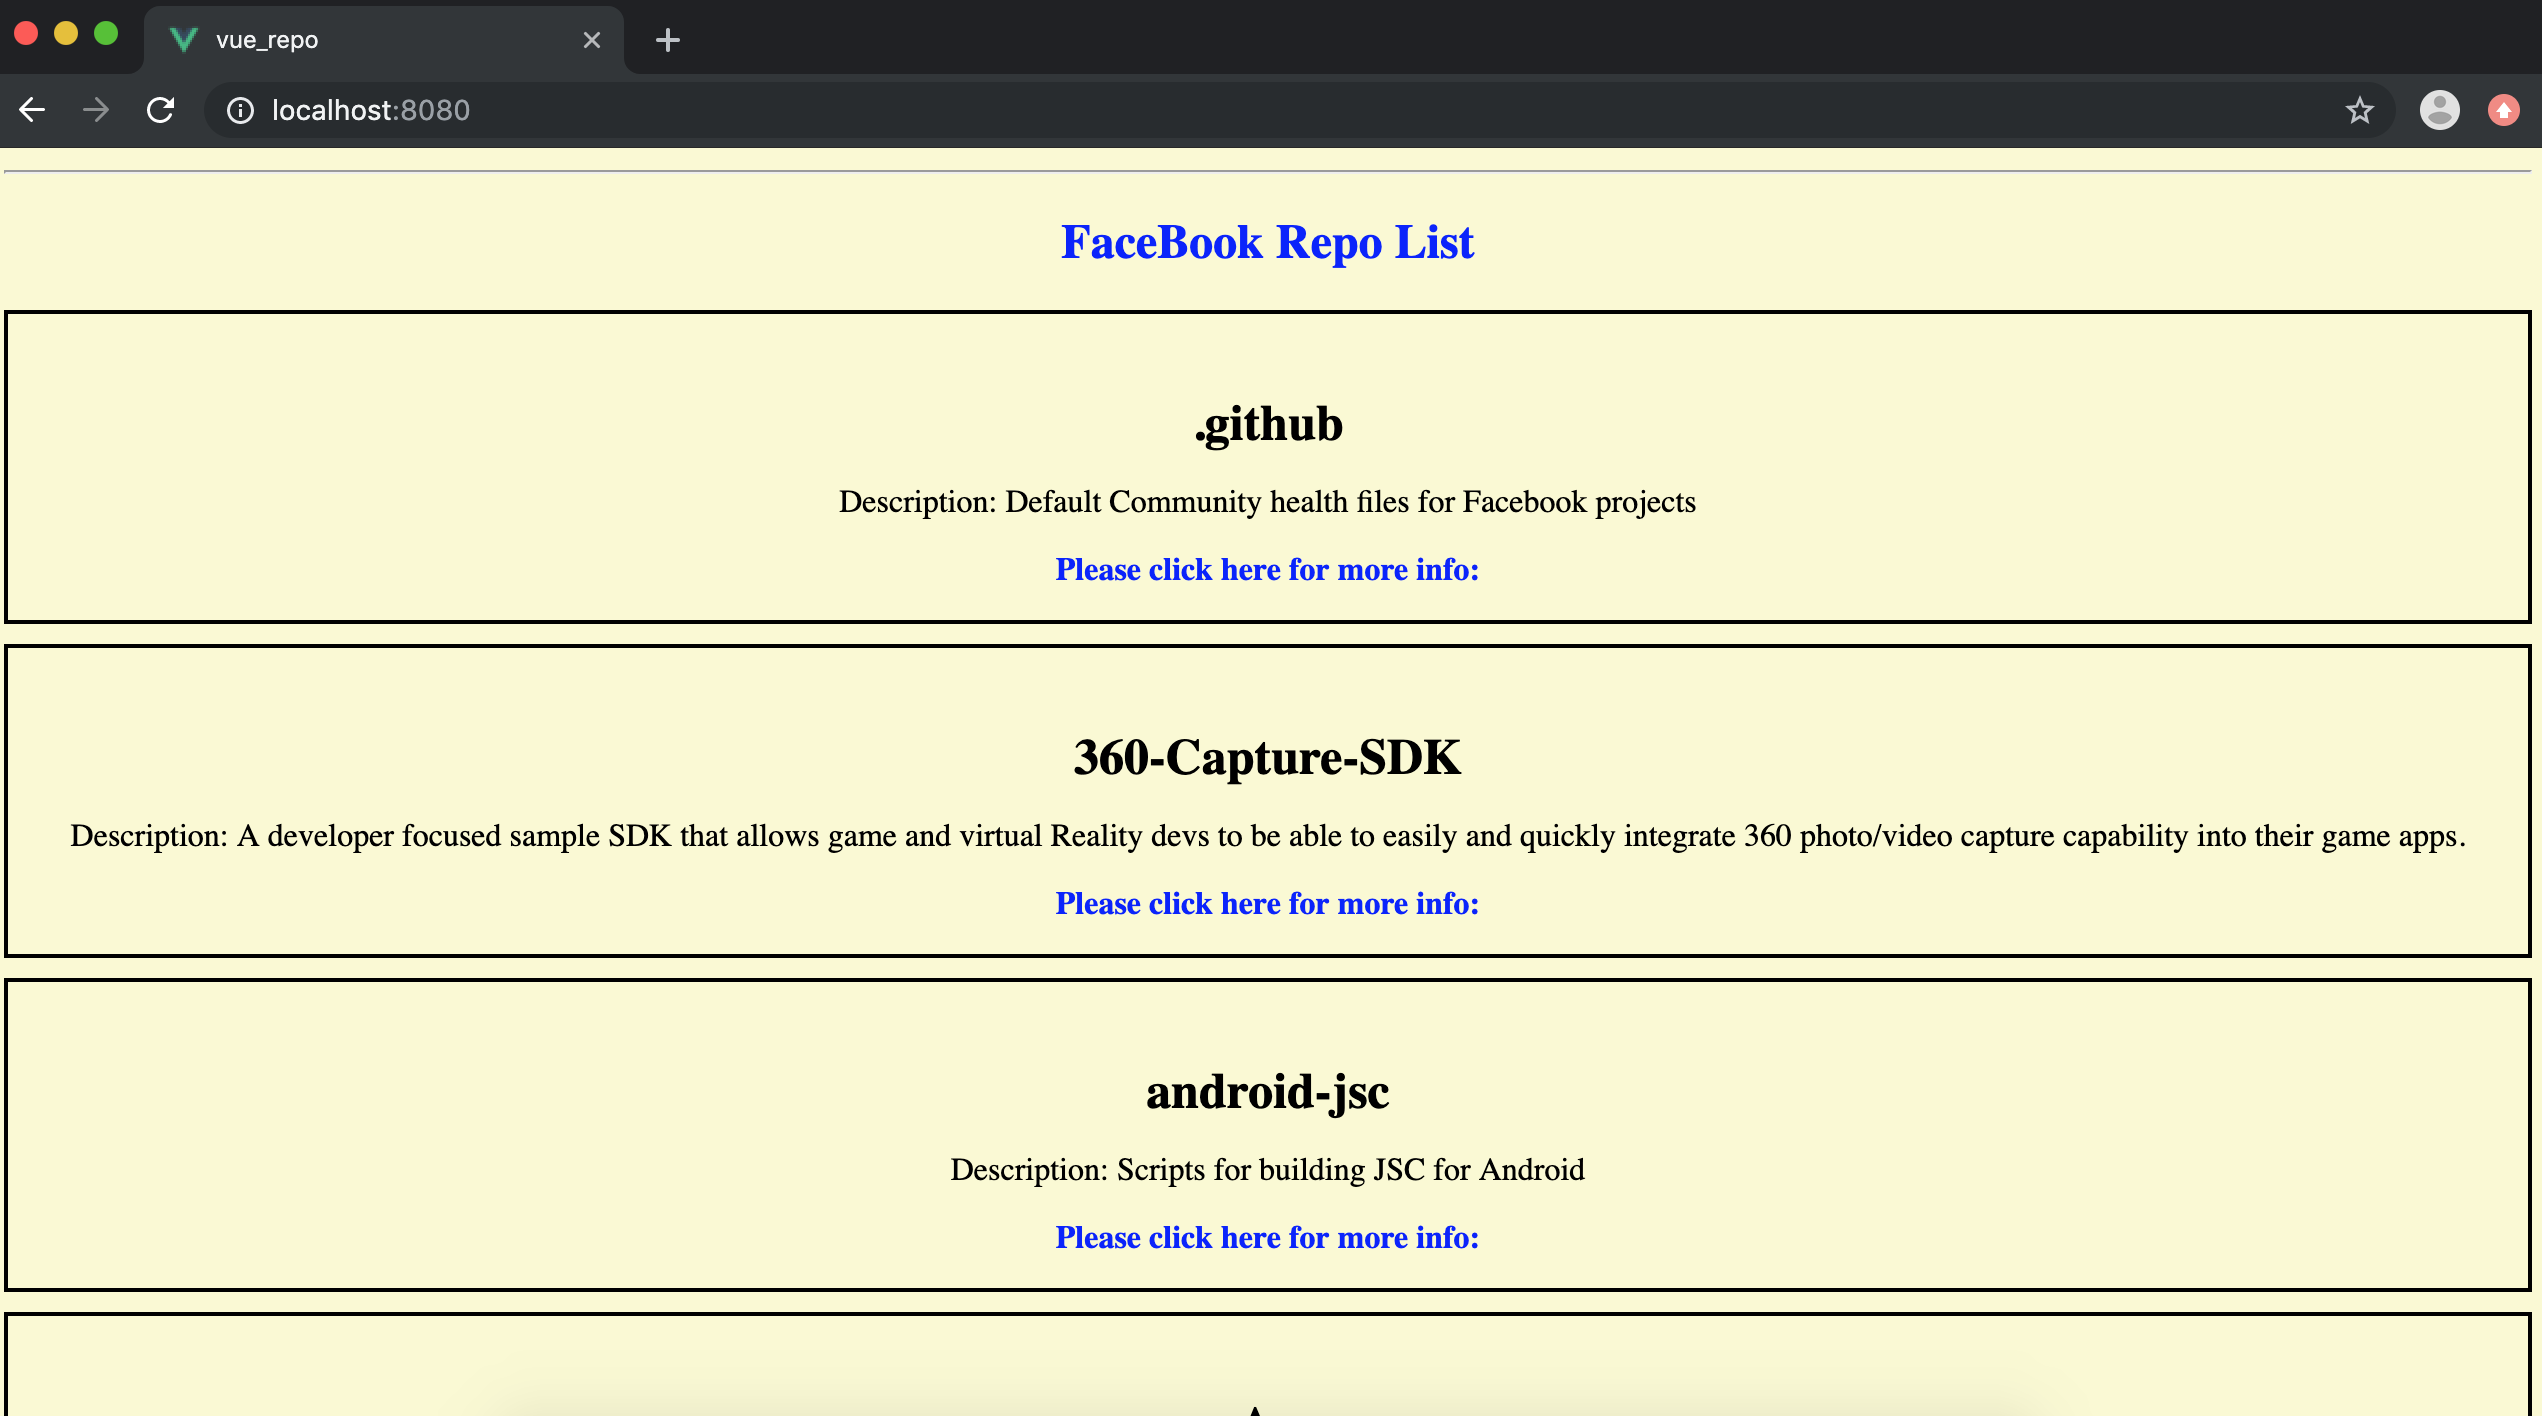 vue_repo
localhost:8080
FaceBook Repo List
.github
Description: Default Community health files for Facebook projects
Please click here for more info:
360-Capture-SDK
Description: A developer focused sample SDK that allows game and virtual Reality devs to be able to easily and quickly integrate 360 photo/video capture capability into their game apps.
Please click here for more info:
android-jsc
Description: Scripts for building JSC for Android
Please click here for more info: